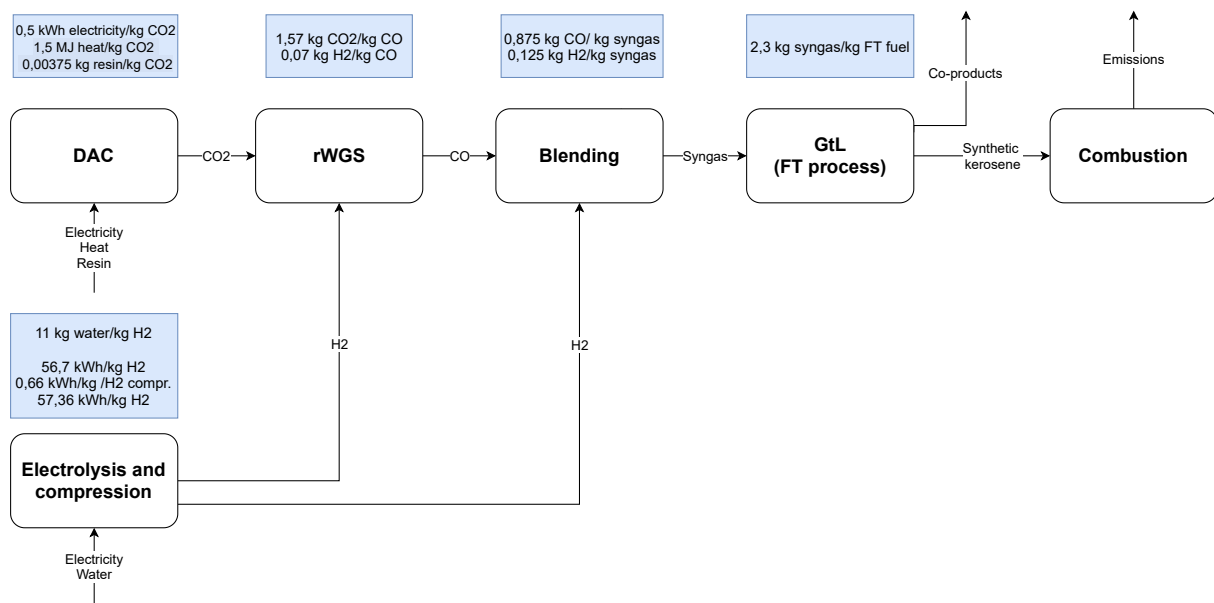 0,5 kWh electricity/kg CO2
1,5 MJ heat/kg CO2
0,00375 kg resin/kg CO2
1,57 kg CO2/kg CO
0,07 kg H2/kg CO
0,875 kg CO/ kg syngas
0,125 kg H2/kg syngas
2,3 kg syngas/kg FT fuel
Co-products
Emissions
DAC
CO2
rWGS
CO
Blending
Syngas
GtL
(FT process)
Synthetic
kerosene
Combustion
Electricity
Heat
Resin
11 kg water/kg H2
56,7 kWh/kg H2
0,66 kWh/kg /H2 compr.
57,36 kWh/kg H2
H2
H2
Electrolysis and
compression
Electricity
Water